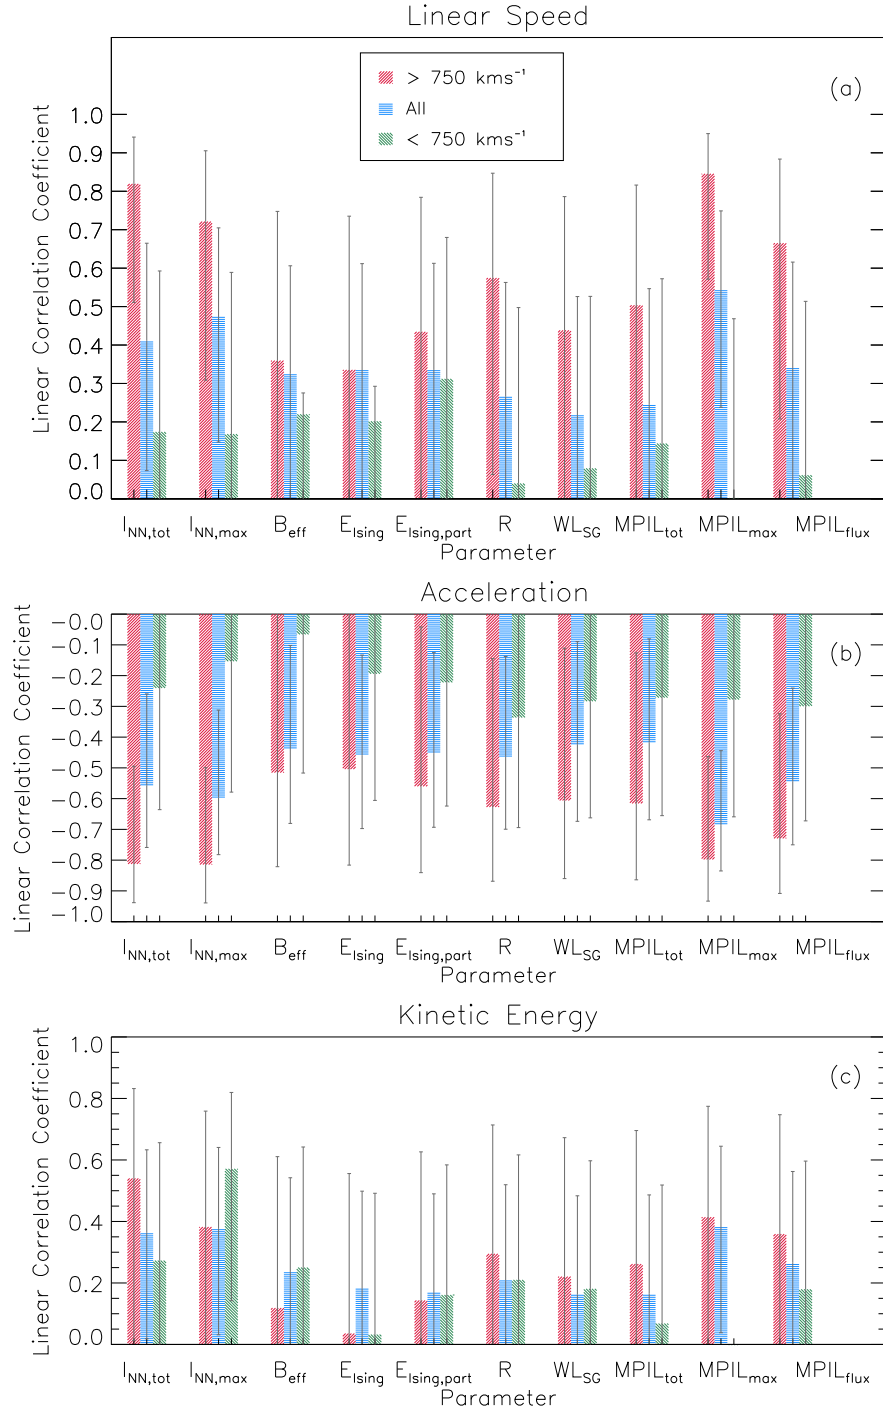 Linear Speed
> 750 kms⁻¹
All
< 750 kms⁻¹
(a)
Linear Correlation Coefficient
1.0
0.9
0.8
0.7
0.6
0.5
0.4
0.3
0.2
0.1
0.0
I_NN,tot I_NN,max B_eff E_Ising E_Ising,part R WL_SG MPIL_tot MPIL_max MPIL_flux
Parameter
Acceleration
(b)
Linear Correlation Coefficient
−0.0
−0.1
−0.2
−0.3
−0.4
−0.5
−0.6
−0.7
−0.8
−0.9
−1.0
I_NN,tot I_NN,max B_eff E_Ising E_Ising,part R WL_SG MPIL_tot MPIL_max MPIL_flux
Parameter
Kinetic Energy
(c)
Linear Correlation Coefficient
1.0
0.8
0.6
0.4
0.2
0.0
I_NN,tot I_NN,max B_eff E_Ising E_Ising,part R WL_SG MPIL_tot MPIL_max MPIL_flux
Parameter